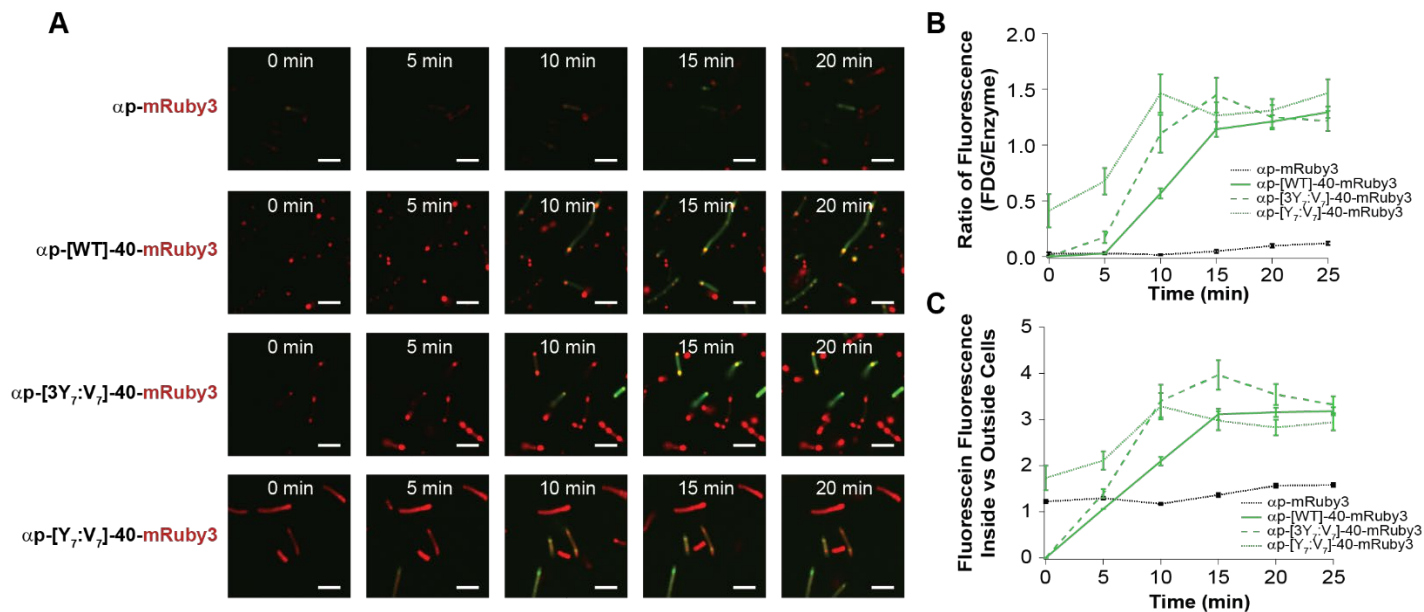 A
αp-mRuby3
0 min 5 min 10 min 15 min 20 min
αp-[WT]-40-mRuby3
0 min 5 min 10 min 15 min 20 min
αp-[3Y₇:V₇]-40-mRuby3
0 min 5 min 10 min 15 min 20 min
αp-[Y₇:V₇]-40-mRuby3
0 min 5 min 10 min 15 min 20 min
B
Ratio of Fluorescence
(FDG/Enzyme)
2.0
1.5
1.0
0.5
0.0
αp-mRuby3
αp-[WT]-40-mRuby3
αp-[3Y₇:V₇]-40-mRuby3
αp-[Y₇:V₇]-40-mRuby3
0 5 10 15 20 25
Time (min)
C
Fluorescein Fluorescence
Inside vs Outside Cells
5
4
3
2
1
0
αp-mRuby3
αp-[WT]-40-mRuby3
αp-[3Y₇:V₇]-40-mRuby3
αp-[Y₇:V₇]-40-mRuby3
0 5 10 15 20 25
Time (min)